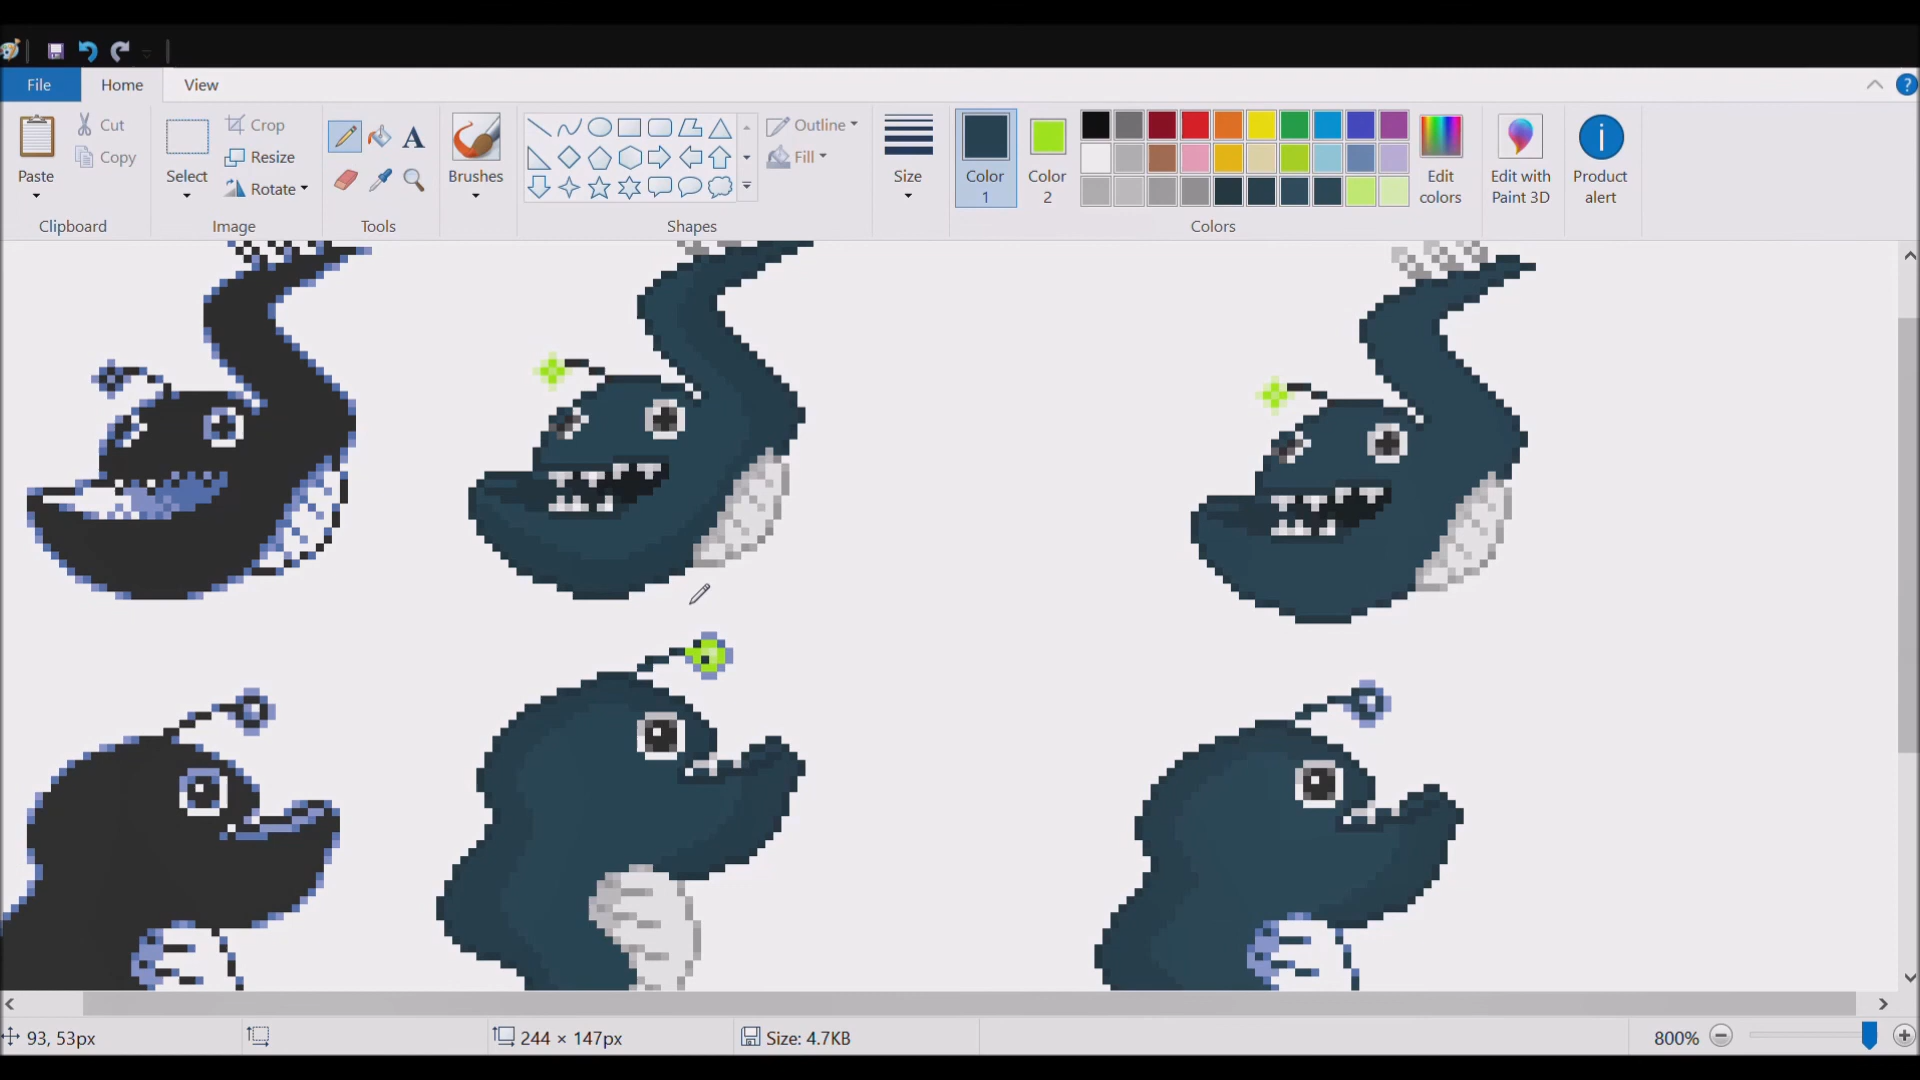 File Home View
Paste
Cut
Copy
Clipboard
Select
Crop
Resize
Rotate
Image
A
Tools
Brushes
Outline
Fill
Shapes
Size
Color 1
Color 2
Edit colors
Colors
Edit with Paint 3D
Product alert
?
93, 53px
244 × 147px
Size: 4.7KB
800%